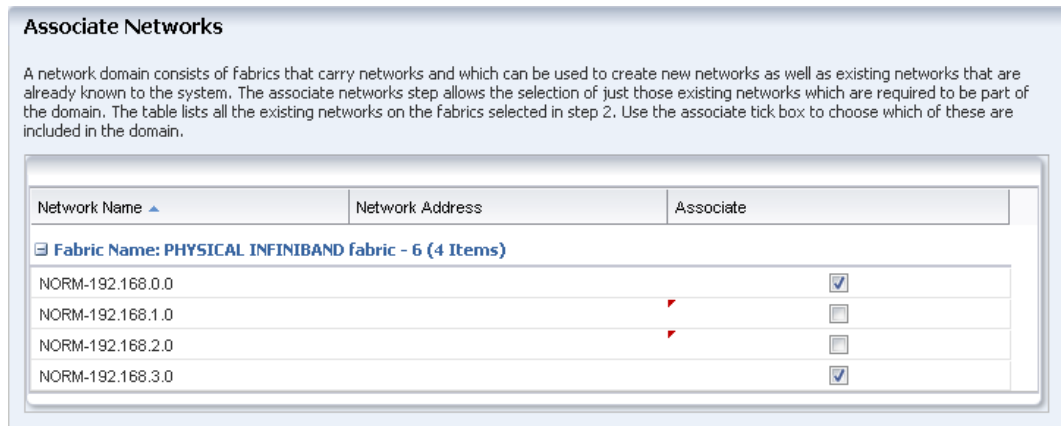 Associate Networks
A network domain consists of fabrics that carry networks and which can be used to create new networks as well as existing networks that are
already known to the system. The associate networks step allows the selection of just those existing networks which are required to be part of
the domain. The table lists all the existing networks on the fabrics selected in step 2. Use the associate tick box to choose which of these are
included in the domain.
Network Name Network Address Associate
Fabric Name: PHYSICAL INFINIBAND fabric - 6 (4 Items)
NORM-192.168.0.0
NORM-192.168.1.0
NORM-192.168.2.0
NORM-192.168.3.0